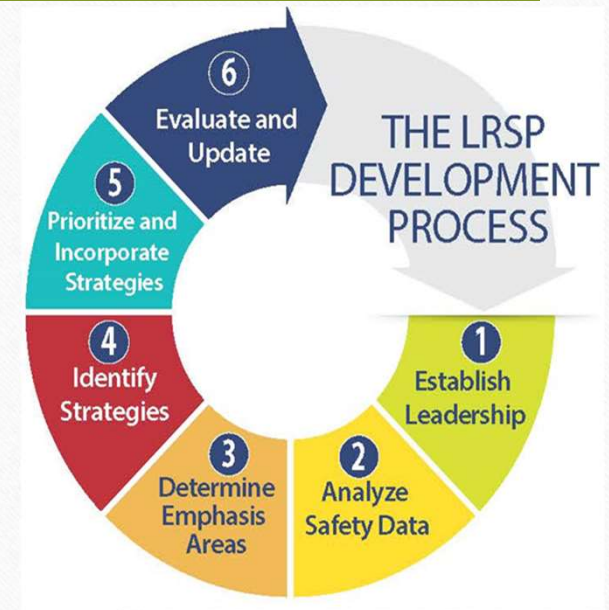 THE LRSP
DEVELOPMENT
PROCESS
1
Establish
Leadership
2
Analyze
Safety Data
3
Determine
Emphasis
Areas
4
Identify
Strategies
5
Prioritize and
Incorporate
Strategies
6
Evaluate and
Update